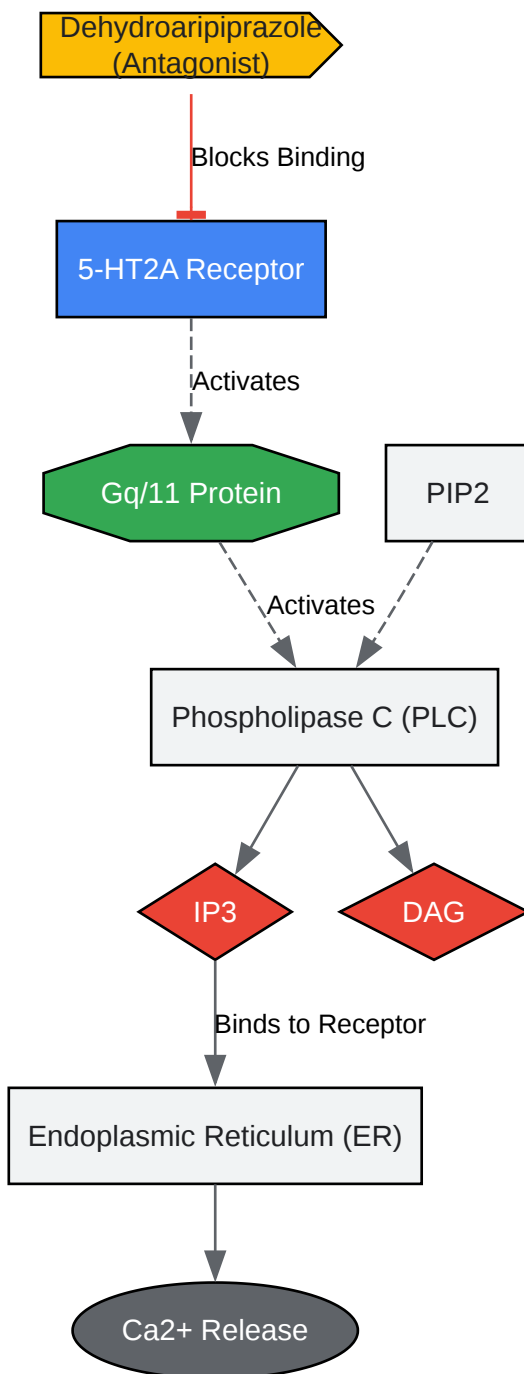 Dehydroaripiprazole
(Antagonist)
Blocks Binding
5-HT2A Receptor
Activates
Gq/11 Protein
PIP2
Activates
Phospholipase C (PLC)
IP3
DAG
Binds to Receptor
Endoplasmic Reticulum (ER)
Ca2+ Release